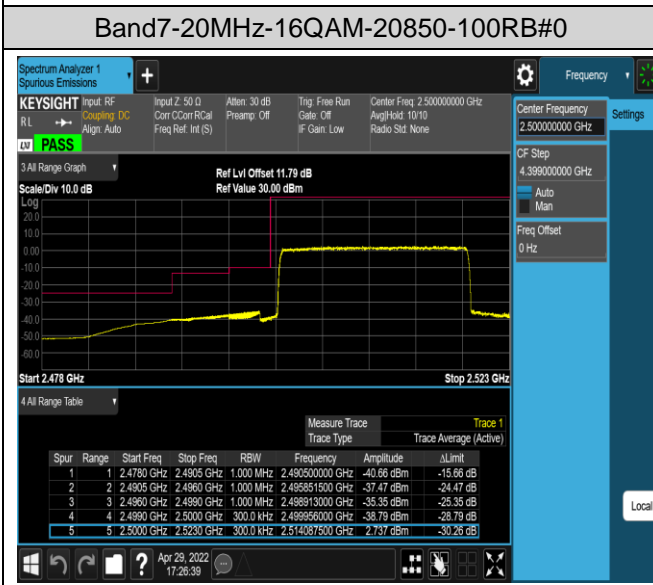 Band7-20MHz-16QAM-20850-100RB#0
Spectrum Analyzer 1
Spurious Emissions
+
Frequency
KEYSIGHT Input: RF Input Z: 50 Ω Atten: 30 dB Trig: Free Run Center Freq: 2.500000000 GHz
RL Coupling: DC Corr CCorr RCal Preamp: Off Gate: Off Avg|Hold: 10/10
Align: Auto Freq Ref: Int (S) IF Gain: Low Radio Std: None
LXI PASS
Center Frequency
2.500000000 GHz
Settings
CF Step
4.399000000 GHz
Auto
Man
Freq Offset
0 Hz
3 All Range Graph
Ref Lvl Offset 11.79 dB
Scale/Div 10.0 dB Ref Value 30.00 dBm
Log
20.0
10.0
0.00
-10.0
-20.0
-30.0
-40.0
-50.0
-60.0
Start 2.478 GHz Stop 2.523 GHz
4 All Range Table
Measure Trace Trace 1
Trace Type Trace Average (Active)
Spur Range Start Freq Stop Freq RBW Frequency Amplitude ΔLimit
1 1 2.4780 GHz 2.4905 GHz 1.000 MHz 2.490500000 GHz -40.66 dBm -15.66 dB
2 2 2.4905 GHz 2.4960 GHz 1.000 MHz 2.495851500 GHz -37.47 dBm -24.47 dB
3 3 2.4960 GHz 2.4990 GHz 1.000 MHz 2.498913000 GHz -35.35 dBm -25.35 dB
4 4 2.4990 GHz 2.5000 GHz 300.0 kHz 2.499956000 GHz -38.79 dBm -28.79 dB
5 5 2.5000 GHz 2.5230 GHz 300.0 kHz 2.514087500 GHz 2.737 dBm -30.26 dB
Local
? Apr 29, 2022
17:26:39